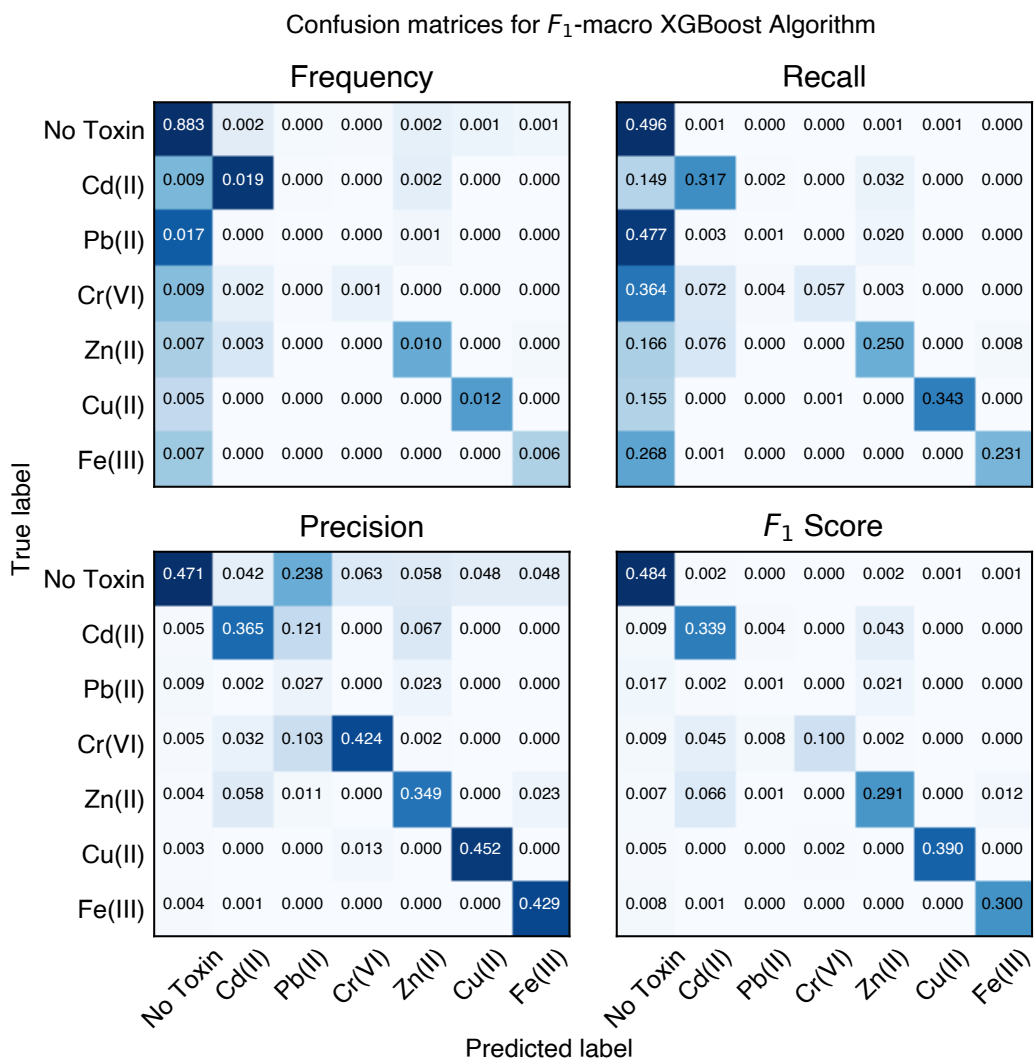 Confusion matrices for F₁-macro XGBoost Algorithm
Frequency
Recall
No Toxin 0.883 0.002 0.000 0.000 0.002 0.001 0.001 0.496 0.001 0.000 0.000 0.001 0.001 0.000
Cd(II) 0.009 0.019 0.000 0.000 0.002 0.000 0.000 0.149 0.317 0.002 0.000 0.032 0.000 0.000
Pb(II) 0.017 0.000 0.000 0.000 0.001 0.000 0.000 0.477 0.003 0.001 0.000 0.020 0.000 0.000
Cr(VI) 0.009 0.002 0.000 0.001 0.000 0.000 0.000 0.364 0.072 0.004 0.057 0.003 0.000 0.000
Zn(II) 0.007 0.003 0.000 0.000 0.010 0.000 0.000 0.166 0.076 0.000 0.000 0.250 0.000 0.008
Cu(II) 0.005 0.000 0.000 0.000 0.000 0.012 0.000 0.155 0.000 0.000 0.001 0.000 0.343 0.000
Fe(III) 0.007 0.000 0.000 0.000 0.000 0.000 0.006 0.268 0.001 0.000 0.000 0.000 0.000 0.231
True label
Precision
F₁ Score
No Toxin 0.471 0.042 0.238 0.063 0.058 0.048 0.048 0.484 0.002 0.000 0.000 0.002 0.001 0.001
Cd(II) 0.005 0.365 0.121 0.000 0.067 0.000 0.000 0.009 0.339 0.004 0.000 0.043 0.000 0.000
Pb(II) 0.009 0.002 0.027 0.000 0.023 0.000 0.000 0.017 0.002 0.001 0.000 0.021 0.000 0.000
Cr(VI) 0.005 0.032 0.103 0.424 0.002 0.000 0.000 0.009 0.045 0.008 0.100 0.002 0.000 0.000
Zn(II) 0.004 0.058 0.011 0.000 0.349 0.000 0.023 0.007 0.066 0.001 0.000 0.291 0.000 0.012
Cu(II) 0.003 0.000 0.000 0.013 0.000 0.452 0.000 0.005 0.000 0.000 0.002 0.000 0.390 0.000
Fe(III) 0.004 0.001 0.000 0.000 0.000 0.000 0.429 0.008 0.001 0.000 0.000 0.000 0.000 0.300
No Toxin Cd(II) Pb(II) Cr(VI) Zn(II) Cu(II) Fe(III) No Toxin Cd(II) Pb(II) Cr(VI) Zn(II) Cu(II) Fe(III)
Predicted label